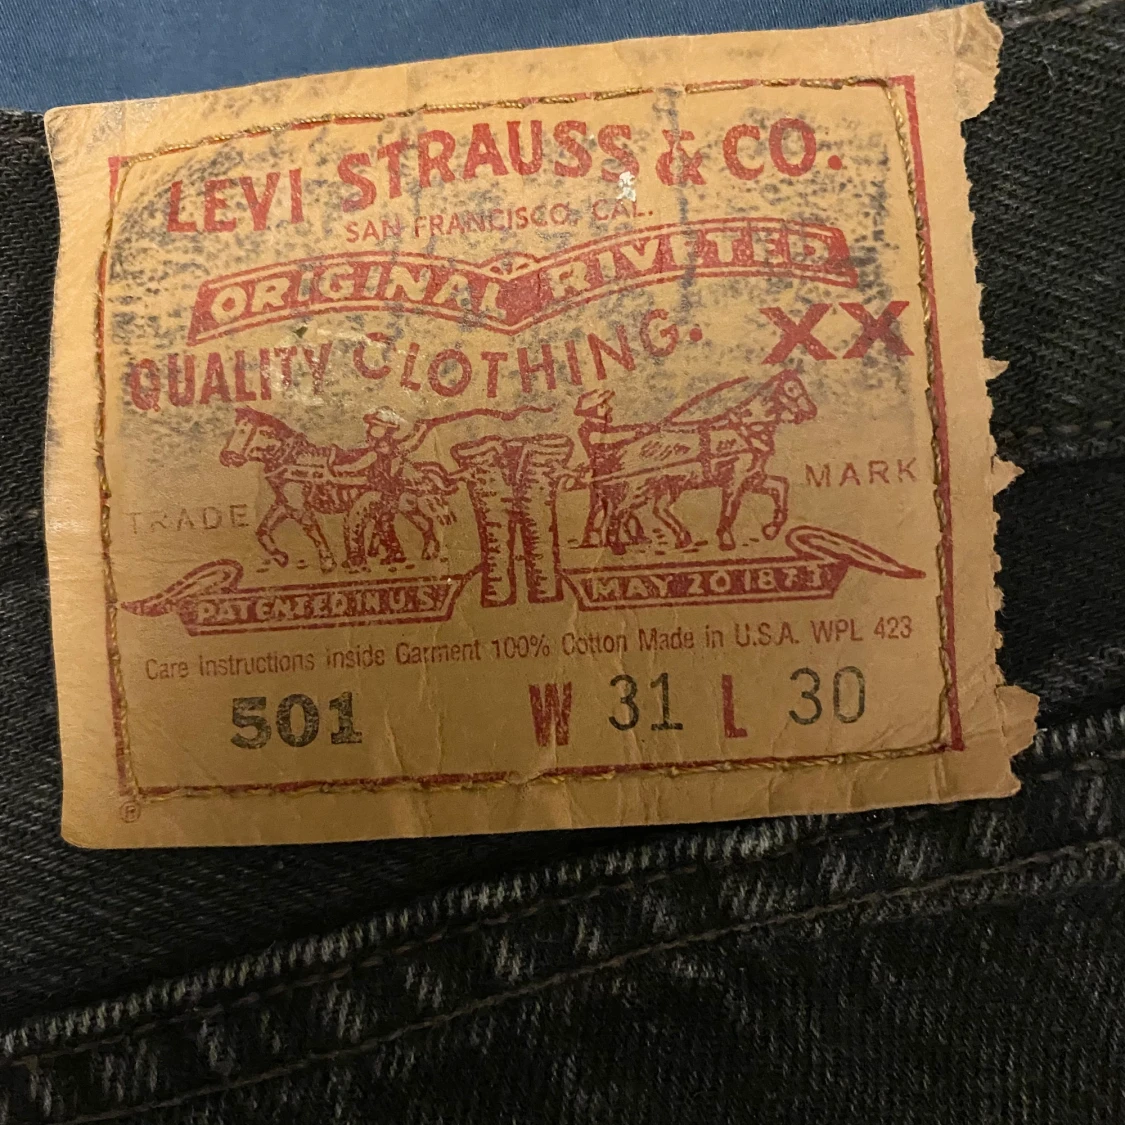 LEVI STRAUSS & CO.
SAN FRANCISCO, CAL.
ORIGINAL RIVETED
QUALITY CLOTHING. XX
TRADE MARK
PATENTED IN U.S. MAY 20 1873
Care Instructions Inside Garment 100% Cotton Made in U.S.A. WPL 423
501 W 31 L 30
®